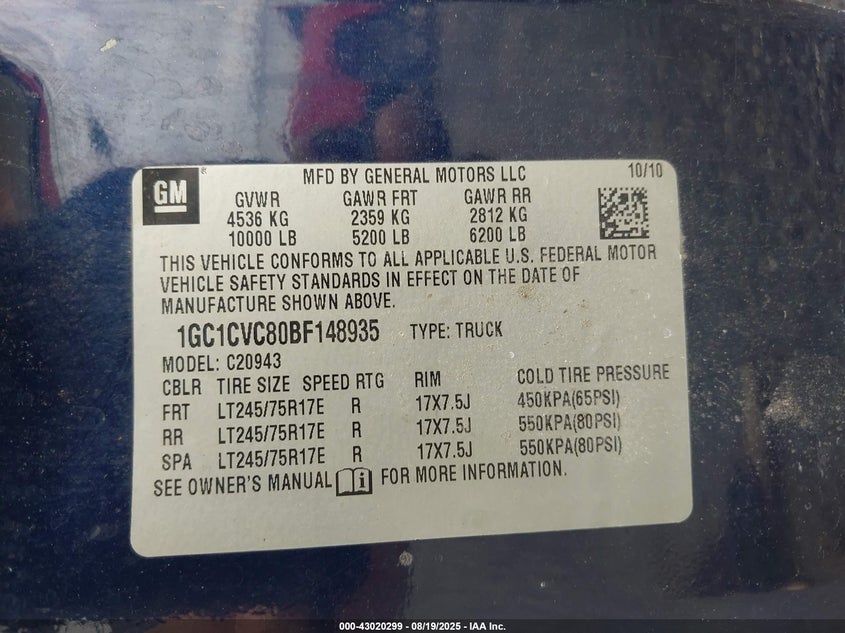 GM ®
MFD BY GENERAL MOTORS LLC 10/10
GVWR GAWR FRT GAWR RR
4536 KG 2359 KG 2812 KG
10000 LB 5200 LB 6200 LB
THIS VEHICLE CONFORMS TO ALL APPLICABLE U.S. FEDERAL MOTOR
VEHICLE SAFETY STANDARDS IN EFFECT ON THE DATE OF
MANUFACTURE SHOWN ABOVE.
1GC1CVC80BF148935 TYPE: TRUCK
MODEL: C20943
CBLR TIRE SIZE SPEED RTG RIM COLD TIRE PRESSURE
FRT LT245/75R17E R 17X7.5J 450KPA(65PSI)
RR LT245/75R17E R 17X7.5J 550KPA(80PSI)
SPA LT245/75R17E R 17X7.5J 550KPA(80PSI)
SEE OWNER'S MANUAL i FOR MORE INFORMATION.
000-43020299 - 08/19/2025 - IAA Inc.